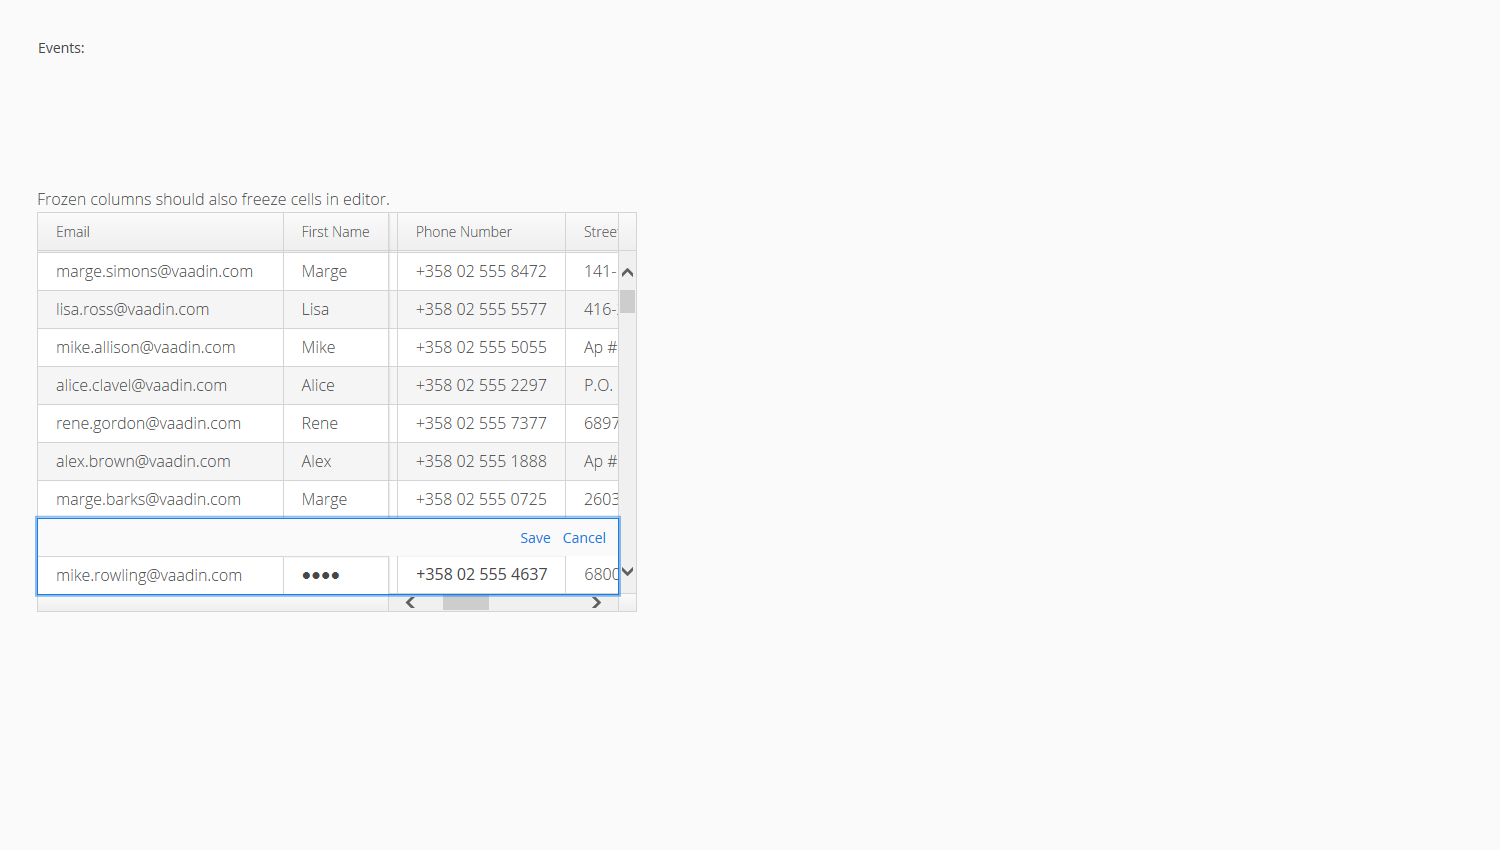 Events:
Frozen columns should also freeze cells in editor.
Email First Name Phone Number Stree
marge.simons@vaadin.com Marge +358 02 555 8472 141-
lisa.ross@vaadin.com Lisa +358 02 555 5577 416-
mike.allison@vaadin.com Mike +358 02 555 5055 Ap #
alice.clavel@vaadin.com Alice +358 02 555 2297 P.O.
rene.gordon@vaadin.com Rene +358 02 555 7377 6897
alex.brown@vaadin.com Alex +358 02 555 1888 Ap #
marge.barks@vaadin.com Marge +358 02 555 0725 2603
Save Cancel
mike.rowling@vaadin.com ●●●● +358 02 555 4637 6800